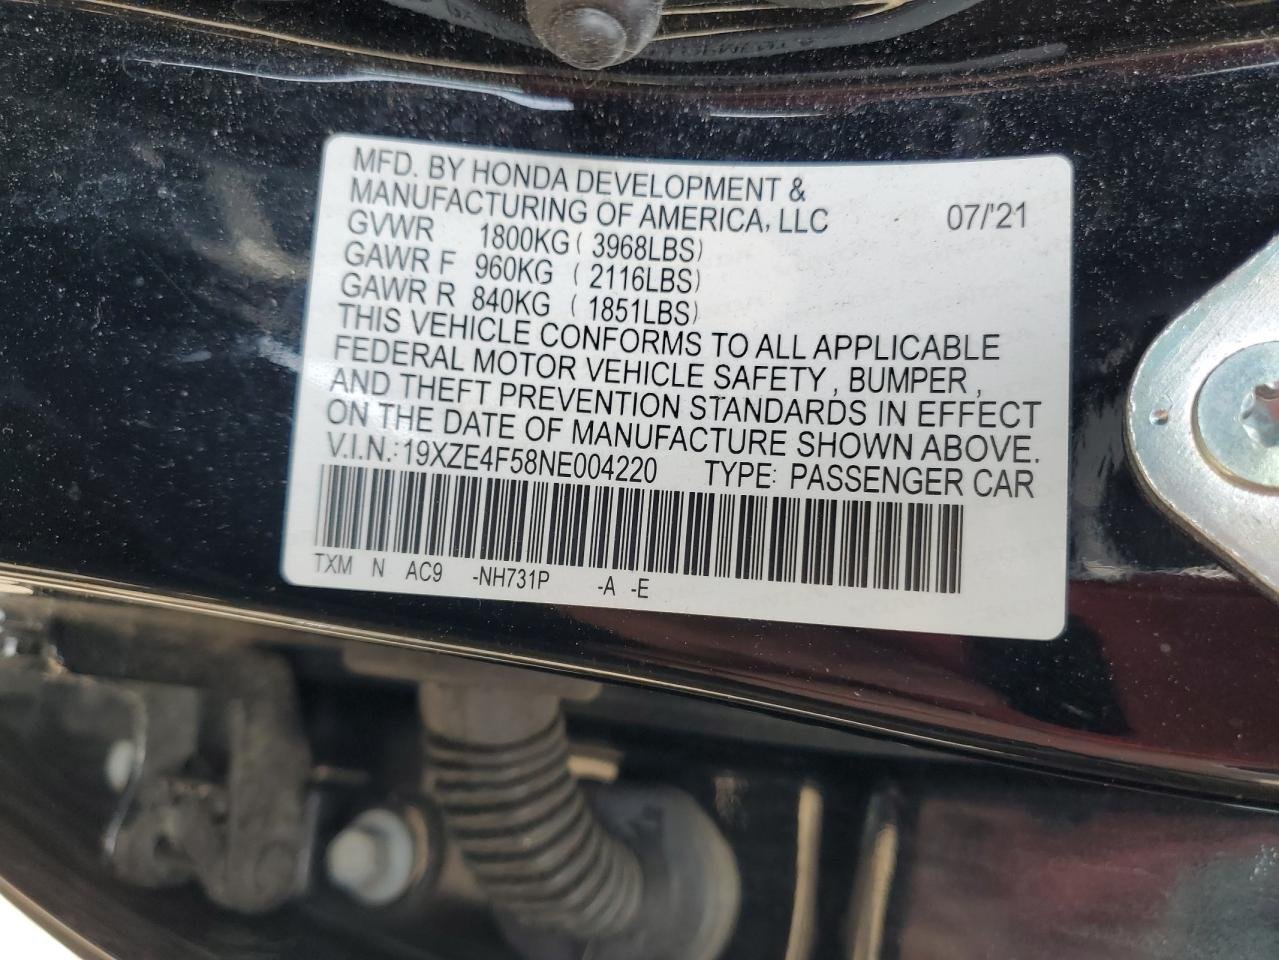 MFD. BY HONDA DEVELOPMENT &
MANUFACTURING OF AMERICA, LLC 07/'21
GVWR 1800KG ( 3968LBS)
GAWR F 960KG ( 2116LBS)
GAWR R 840KG ( 1851LBS)
THIS VEHICLE CONFORMS TO ALL APPLICABLE
FEDERAL MOTOR VEHICLE SAFETY , BUMPER ,
AND THEFT PREVENTION STANDARDS IN EFFECT
ON THE DATE OF MANUFACTURE SHOWN ABOVE.
V.I.N.: 19XZE4F58NE004220 TYPE: PASSENGER CAR
TXM N AC9 -NH731P -A -E